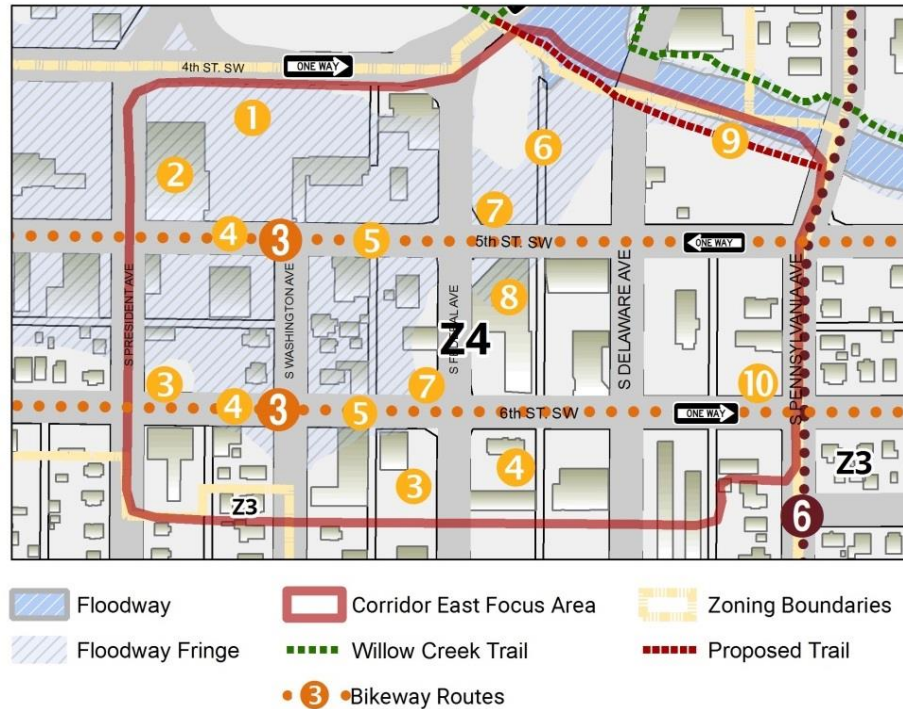 4th ST. SW
ONE WAY
1
2
6
9
4
3
5
7
5th ST. SW
ONE WAY
S PRESIDENT AVE
S WASHINGTON AVE
S FEDERAL AVE
S DELAWARE AVE
S PENNSYLVANIA AVE
8
Z4
3
4
3
5
7
6th ST. SW
ONE WAY
10
3
4
Z3
Z3
6
Floodway
Corridor East Focus Area
Zoning Boundaries
Floodway Fringe
Willow Creek Trail
Proposed Trail
3 Bikeway Routes